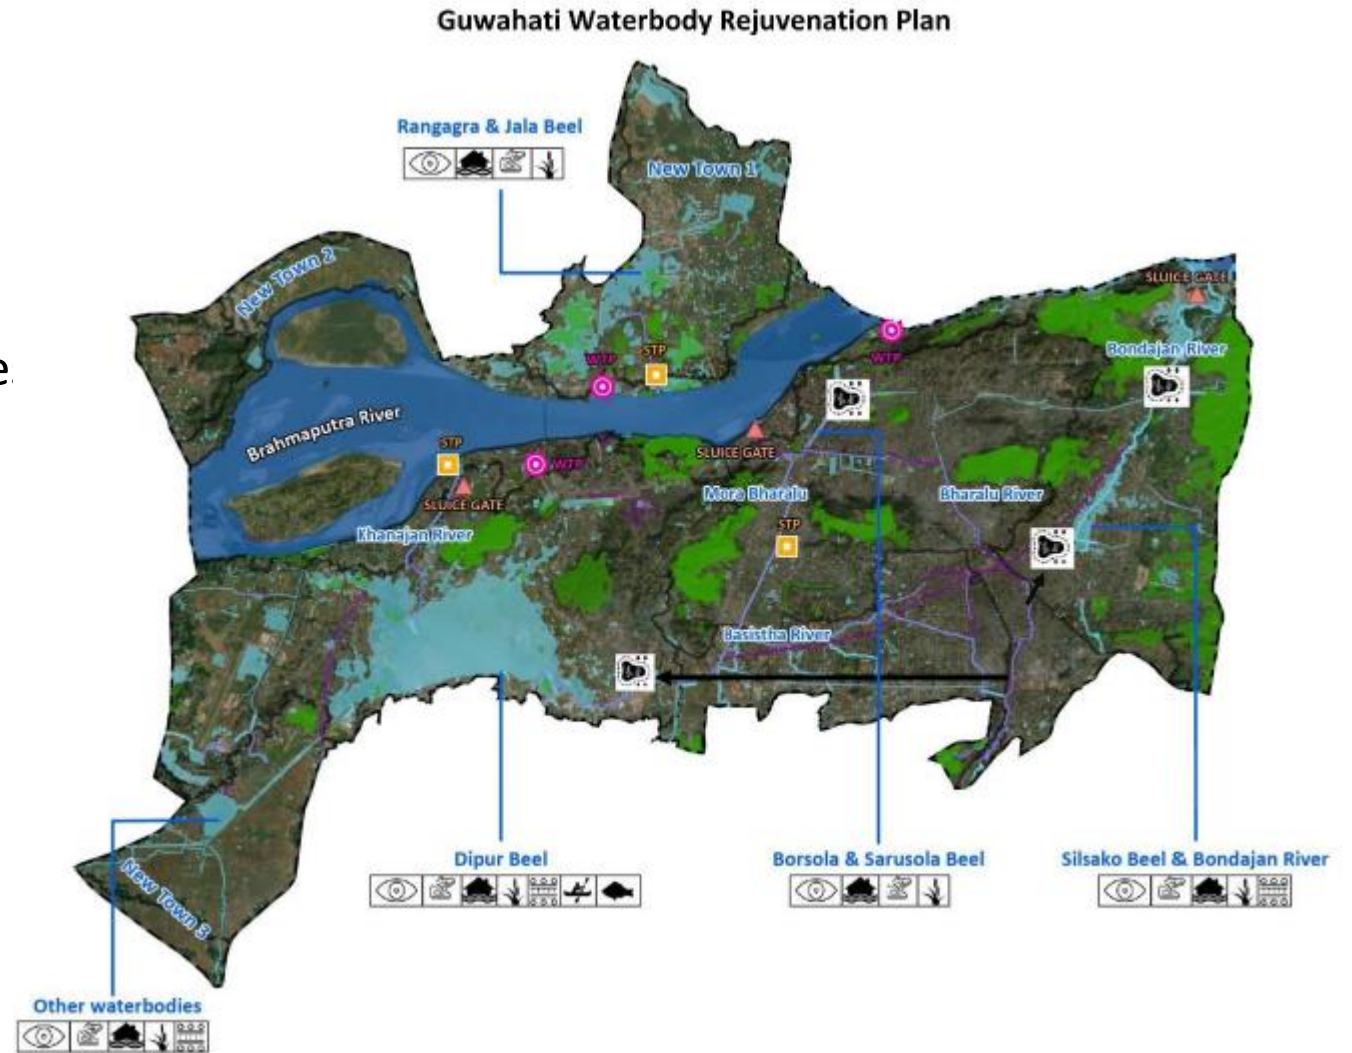 Guwahati Waterbody Rejuvenation Plan
Rangagra & Jala Beel
New Town 1
New Town 2
SLUICE GATE
WTP
STP
WTP
Bondajan River
e.
Brahmaputra River
STP
WTP
SLUICE GATE
SLUICE GATE
Mora Bharalu
Bharalu River
Khanajan River
STP
Basistha River
Dipur Beel
Borsola & Sarusola Beel
Silsako Beel & Bondajan River
New Town 3
Other waterbodies